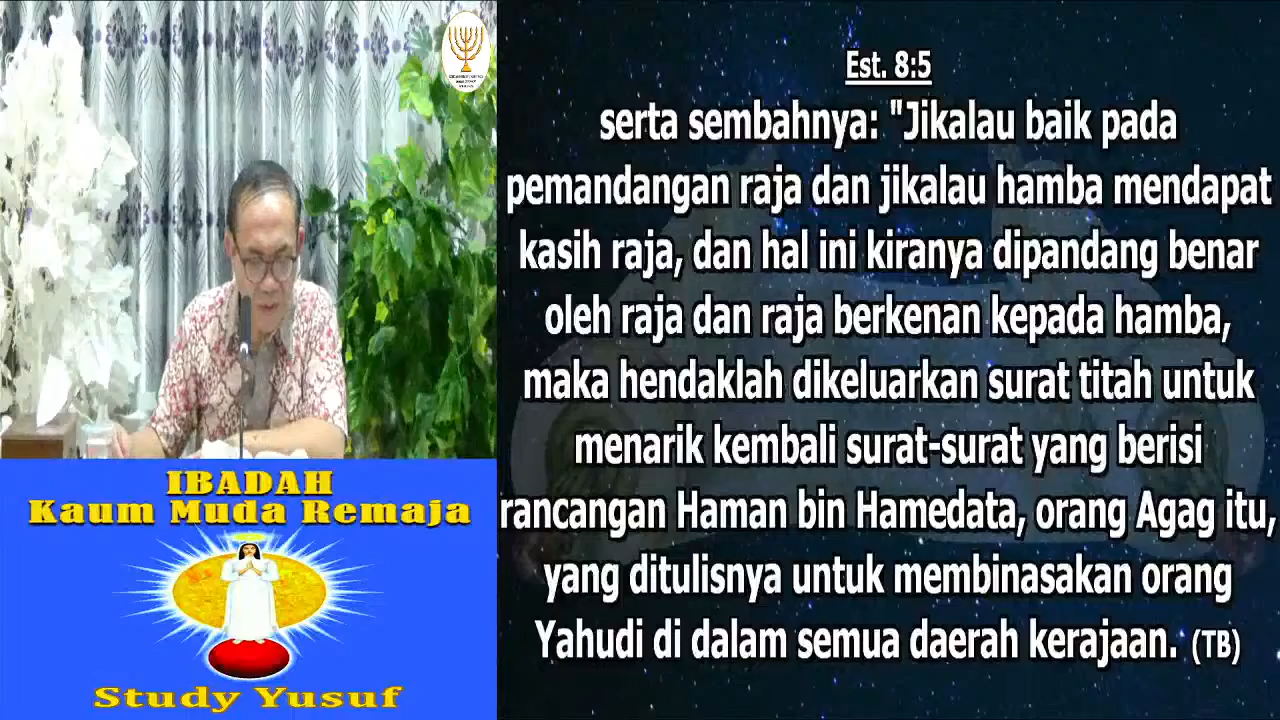 Est. 8:5
serta sembahnya: "Jikalau baik pada
pemandangan raja dan jikalau hamba mendapat
kasih raja, dan hal ini kiranya dipandang benar
oleh raja dan raja berkenan kepada hamba,
maka hendaklah dikeluarkan surat titah untuk
menarik kembali surat-surat yang berisi
rancangan Haman bin Hamedata, orang Agag itu,
yang ditulisnya untuk membinasakan orang
Yahudi di dalam semua daerah kerajaan. (TB)
IBADAH
Kaum Muda Remaja
Study Yusuf